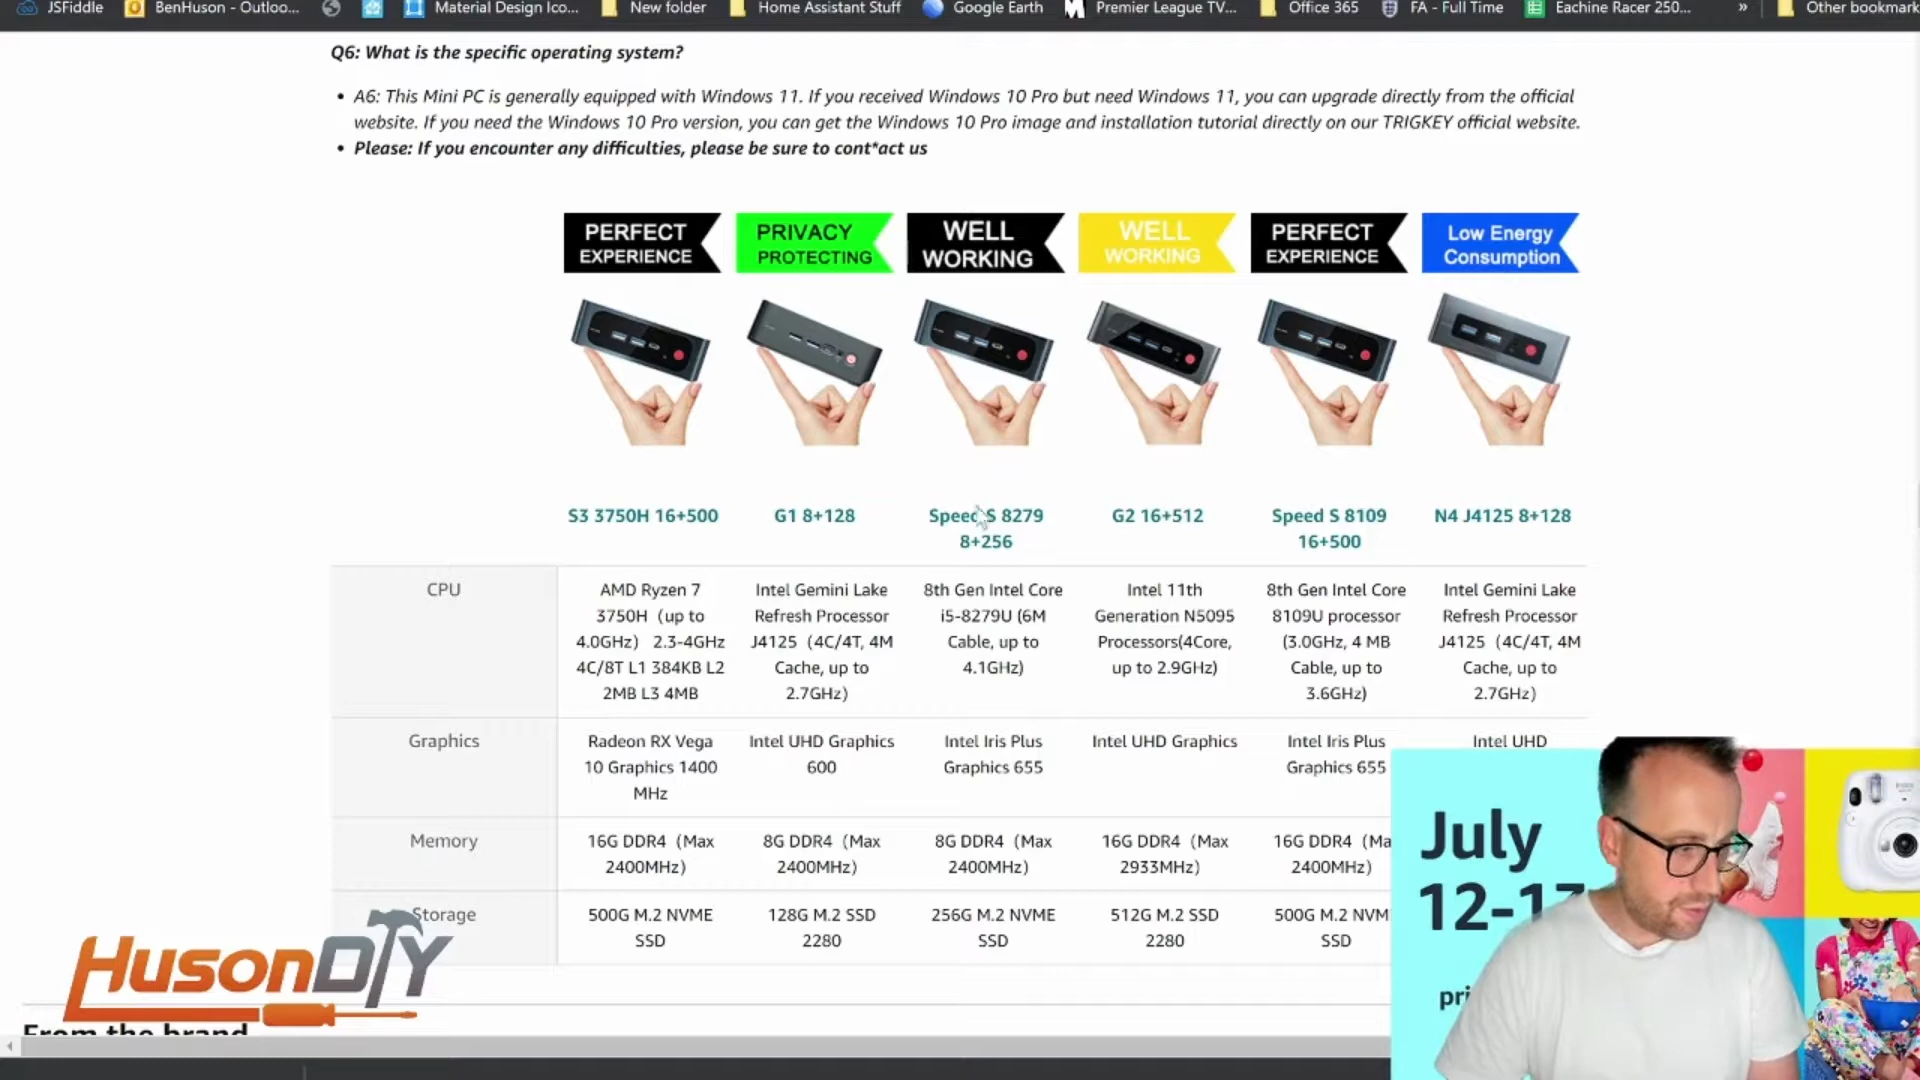 JSFiddle BenHuson - Outloo... Material Design Ico... New folder Home Assistant Stuff Google Earth Premier League TV... Office 365 FA - Full Time Eachine Racer 250... » Other bookmark
Q6: What is the specific operating system?
• A6: This Mini PC is generally equipped with Windows 11. If you received Windows 10 Pro but need Windows 11, you can upgrade directly from the official
website. If you need the Windows 10 Pro version, you can get the Windows 10 Pro image and installation tutorial directly on our TRIGKEY official website.
• Please: If you encounter any difficulties, please be sure to cont*act us
PERFECT
EXPERIENCE
PRIVACY
PROTECTING
WELL
WORKING
WELL
WORKING
PERFECT
EXPERIENCE
Low Energy
Consumption
S3 3750H 16+500
G1 8+128
Speed S 8279
8+256
G2 16+512
Speed S 8109
16+500
N4 J4125 8+128
CPU
AMD Ryzen 7
3750H（up to
4.0GHz） 2.3-4GHz
4C/8T L1 384KB L2
2MB L3 4MB
Intel Gemini Lake
Refresh Processor
J4125（4C/4T, 4M
Cache, up to
2.7GHz）
8th Gen Intel Core
i5-8279U (6M
Cable, up to
4.1GHz)
Intel 11th
Generation N5095
Processors(4Core,
up to 2.9GHz)
8th Gen Intel Core
8109U processor
(3.0GHz, 4 MB
Cable, up to
3.6GHz)
Intel Gemini Lake
Refresh Processor
J4125（4C/4T, 4M
Cache, up to
2.7GHz）
Graphics
Radeon RX Vega
10 Graphics 1400
MHz
Intel UHD Graphics
600
Intel Iris Plus
Graphics 655
Intel UHD Graphics
Intel Iris Plus
Graphics 655
Intel UHD
Memory
16G DDR4（Max
2400MHz）
8G DDR4（Max
2400MHz）
8G DDR4（Max
2400MHz）
16G DDR4（Max
2933MHz）
16G DDR4（Ma
2400MHz）
Storage
500G M.2 NVME
SSD
128G M.2 SSD
2280
256G M.2 NVME
SSD
512G M.2 SSD
2280
500G M.2 NVM
SSD
July
12-13
pri
HusonDIY
From the brand